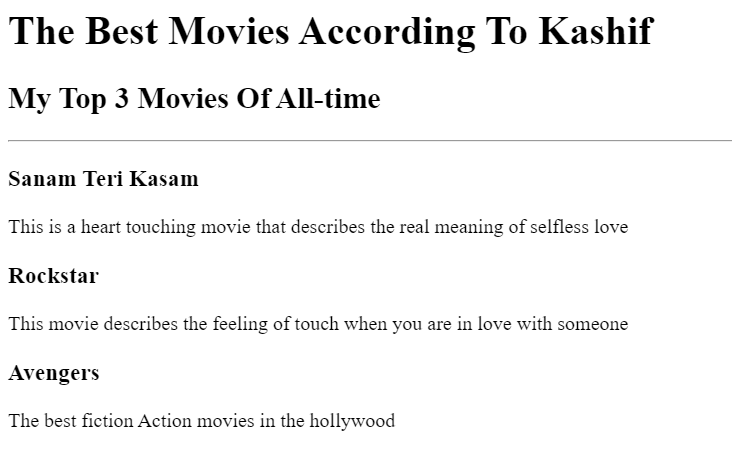 The Best Movies According To Kashif
My Top 3 Movies Of All-time
Sanam Teri Kasam
This is a heart touching movie that describes the real meaning of selfless love
Rockstar
This movie describes the feeling of touch when you are in love with someone
Avengers
The best fiction Action movies in the hollywood